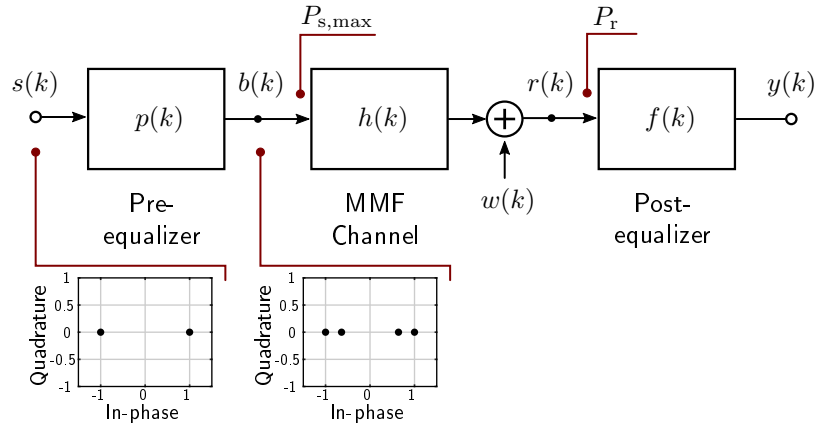 P_s,max
P_r
s(k)
b(k)
r(k)
y(k)
p(k)
h(k)
f(k)
w(k)
Pre-
equalizer
MMF
Channel
Post-
equalizer
Quadrature
1
0.5
0
-0.5
-1
-1
0
1
In-phase
Quadrature
1
0.5
0
-0.5
-1
-1
0
1
In-phase